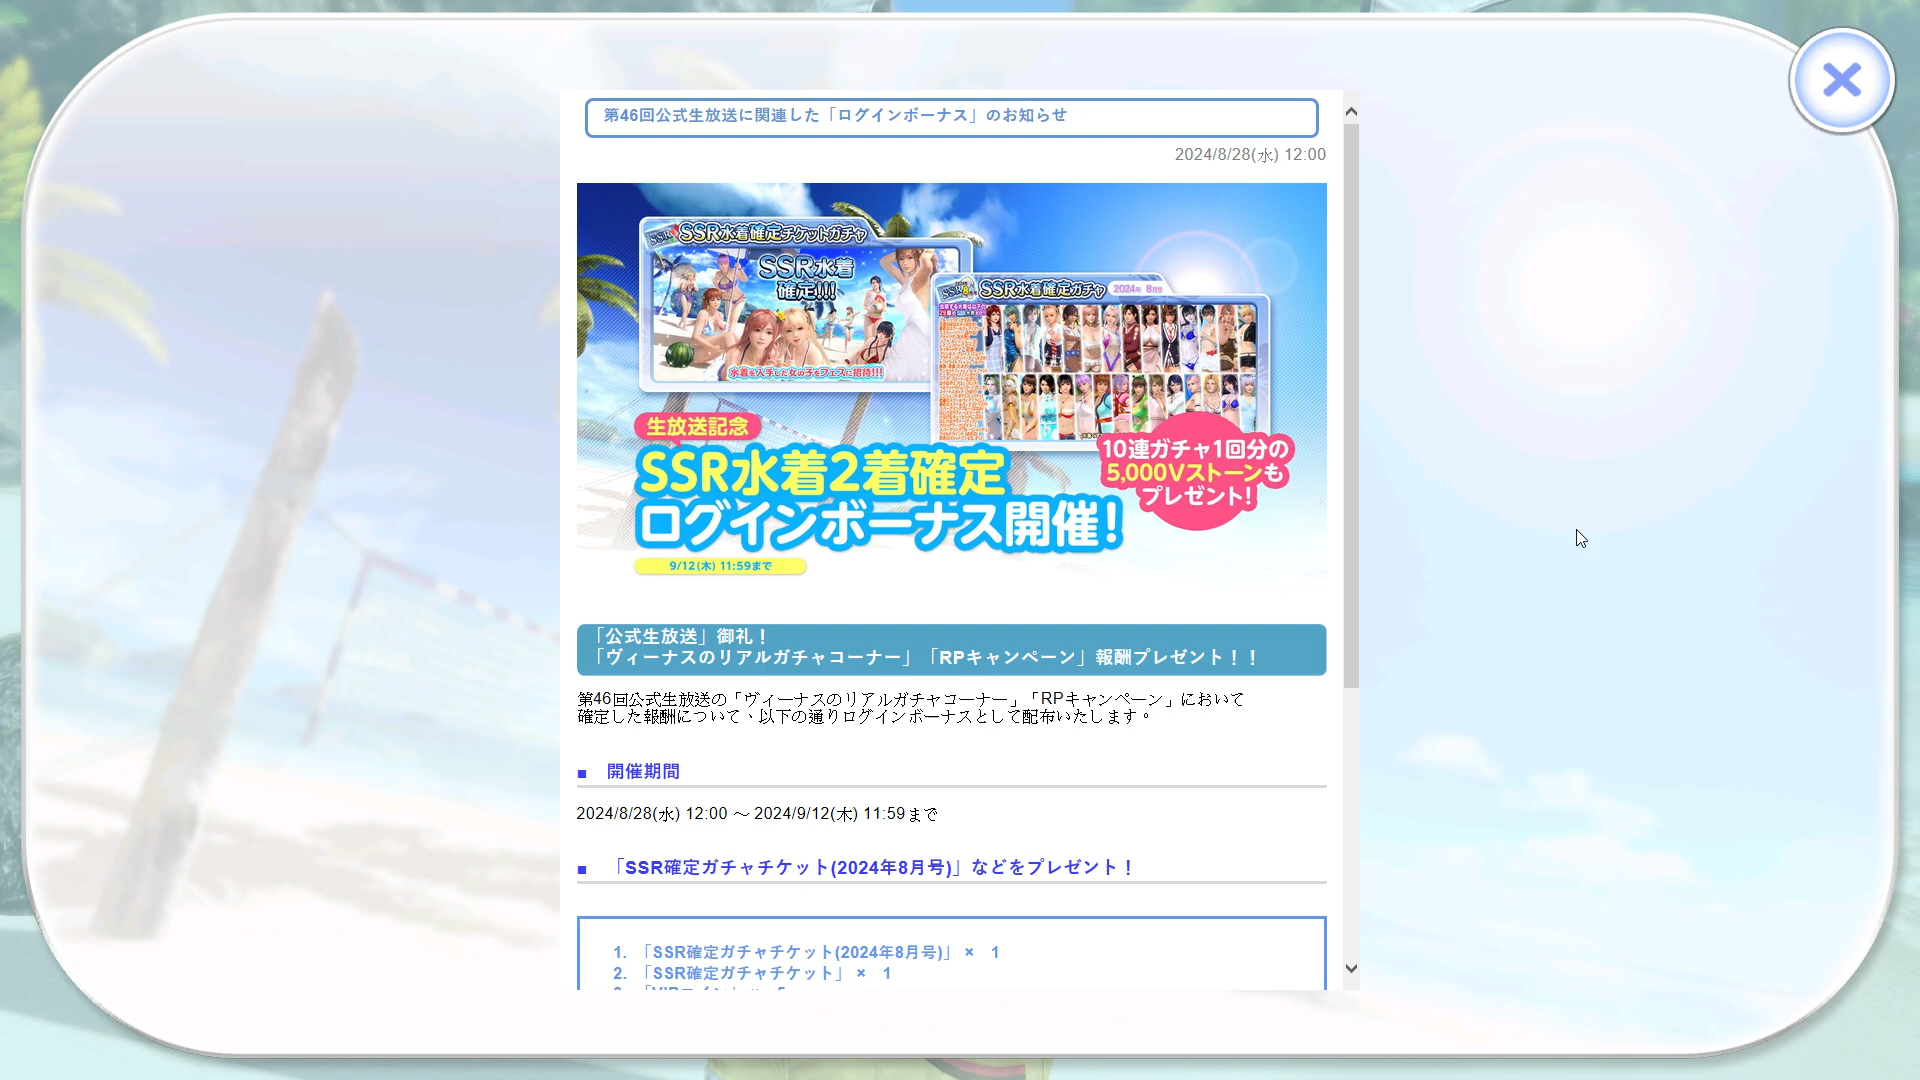 第46回公式生放送に関連した「ログインボーナス」のお知らせ
2024/8/28(水) 12:00
SSR水着確定チケットガチャ
SSR水着
確定!!!
水着を入手した女の子をフェスに招待!!!
SSR水着確定ガチャ 2024年 8月号
生放送記念
SSR水着2着確定
ログインボーナス開催!
10連ガチャ1回分の
5,000Vストーンも
プレゼント!
9/12(木) 11:59まで
「公式生放送」御礼！
「ヴィーナスのリアルガチャコーナー」「RPキャンペーン」報酬プレゼント！！
第46回公式生放送の「ヴィーナスのリアルガチャコーナー」「RPキャンペーン」において
確定した報酬について、以下の通りログインボーナスとして配布いたします。
■ 開催期間
2024/8/28(水) 12:00 ～ 2024/9/12(木) 11:59まで
■ 「SSR確定ガチャチケット(2024年8月号)」などをプレゼント！
1. 「SSR確定ガチャチケット(2024年8月号)」 × 1
2. 「SSR確定ガチャチケット」 × 1